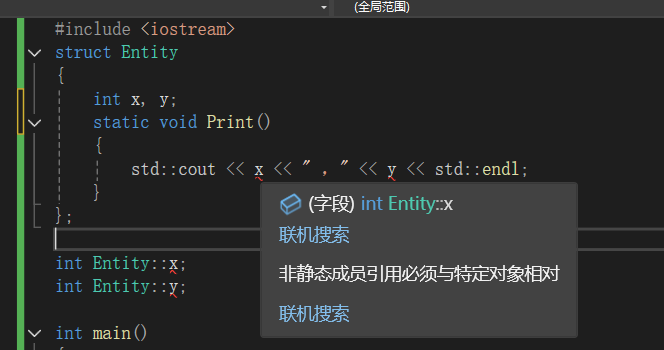 (全局范围)
#include <iostream>
struct Entity
{
int x, y;
static void Print()
{
std::cout << x << " , " << y << std::endl;
}
};
(字段) int Entity::x
联机搜索
非静态成员引用必须与特定对象相对
联机搜索
int Entity::x;
int Entity::y;
int main()